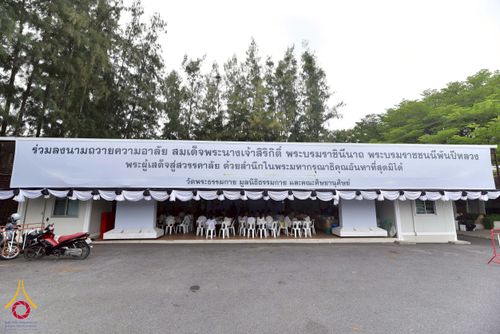 ร่วมลงนามถวายความอาลัย สมเด็จพระนางเจ้าสิริกิติ์ พระบรมราชินีนาถ พระบรมราชชนนีพันปีหลวง
พระผู้เสด็จสู่สวรรคาลัย ด้วยสำนึกในพระมหากรุณาธิคุณอันหาที่สุดมิได้
วัดพระธรรมกาย มูลนิธิธรรมกาย และคณะศิษยานุศิษย์